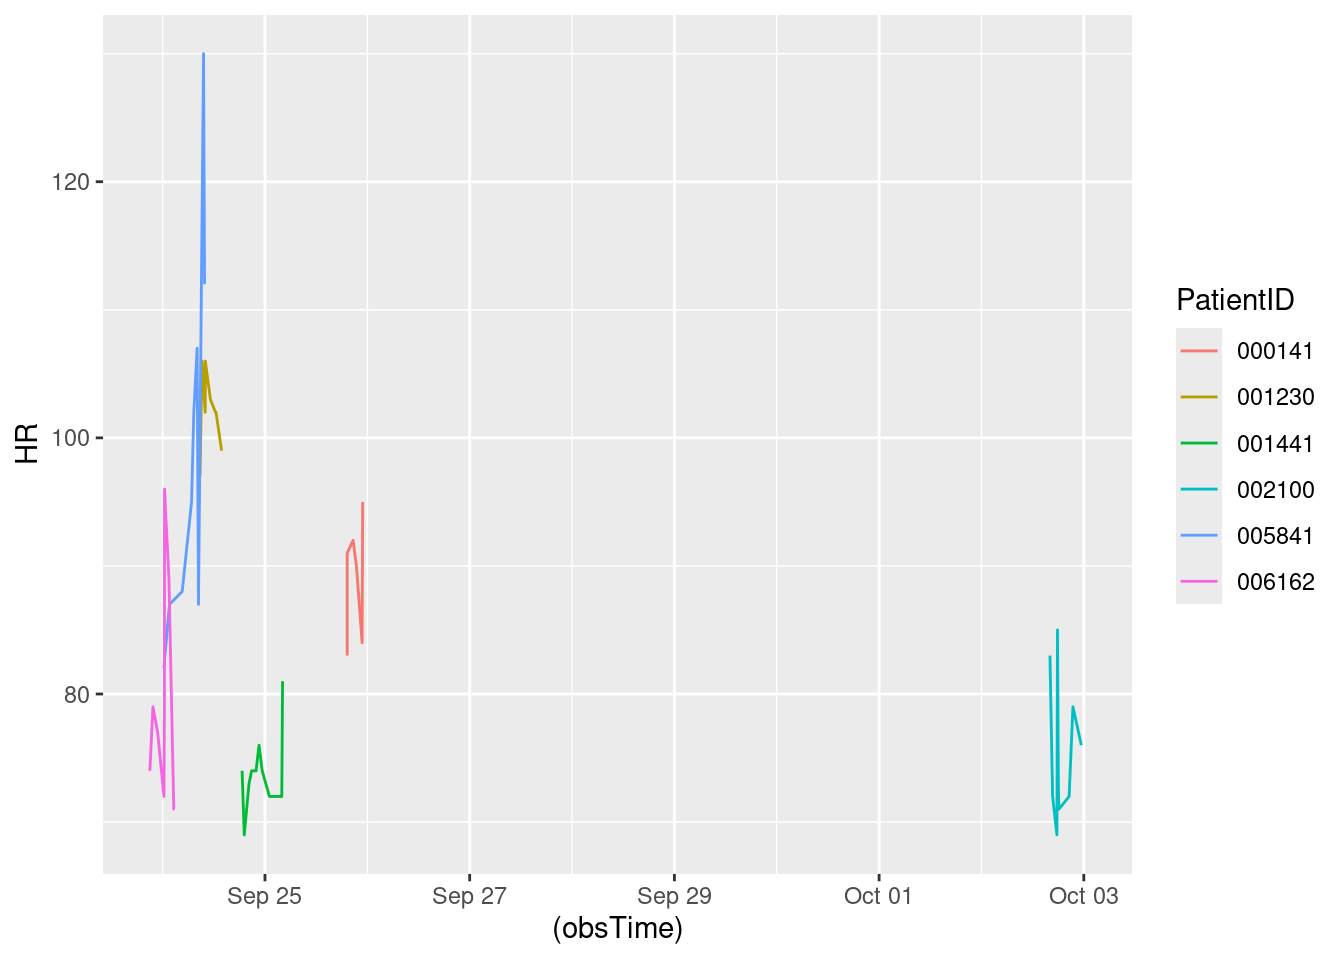 120
100
80
HR
Sep 25
Sep 27
Sep 29
Oct 01
Oct 03
(obsTime)
PatientID
000141
001230
001441
002100
005841
006162